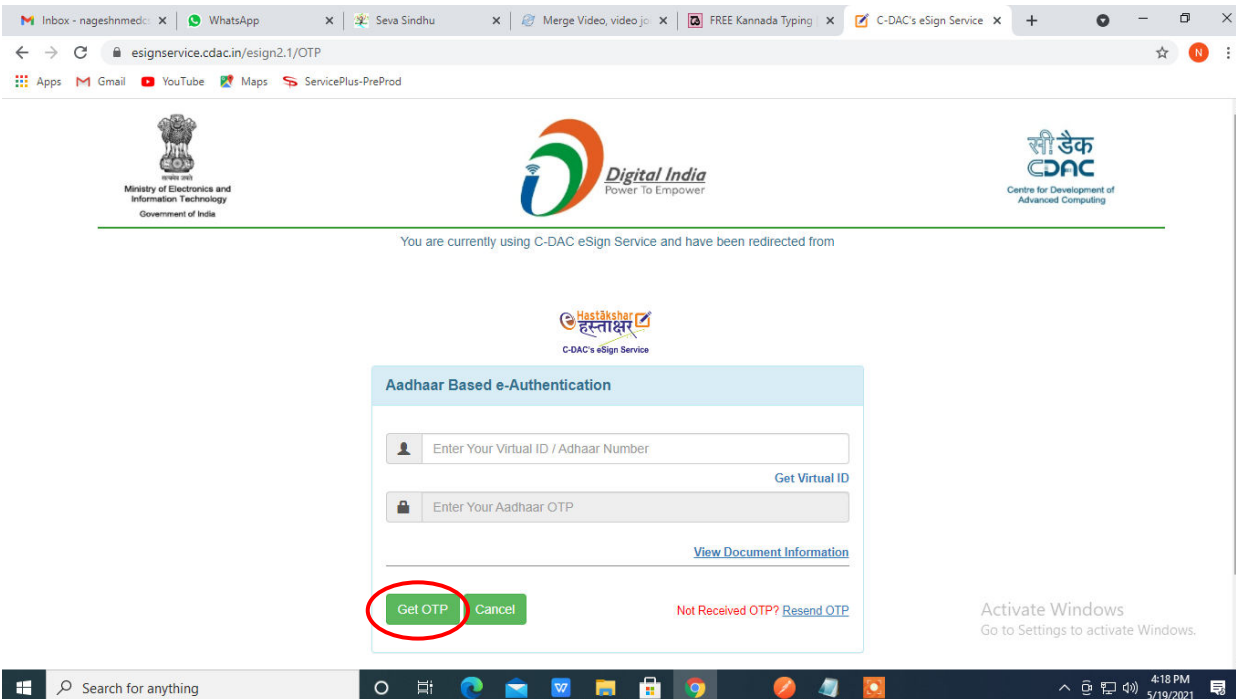 Inbox - nageshnmedc
WhatsApp
Seva Sindhu
Merge Video, video jo
FREE Kannada Typing
C-DAC's eSign Service
esignservice.cdac.in/esign2.1/OTP
N
Apps
Gmail
YouTube
Maps
ServicePlus-PreProd
सत्यमेव जयते
Ministry of Electronics and
Information Technology
Government of India
Digital India
Power To Empower
सी डैक
CDAC
Centre for Development of
Advanced Computing
You are currently using C-DAC eSign Service and have been redirected from
e Hastākshar
हस्ताक्षर
C-DAC's eSign Service
Aadhaar Based e-Authentication
Enter Your Virtual ID / Adhaar Number
Get Virtual ID
Enter Your Aadhaar OTP
View Document Information
Get OTP
Cancel
Not Received OTP? Resend OTP
Activate Windows
Go to Settings to activate Windows.
Search for anything
4:18 PM
5/19/2021